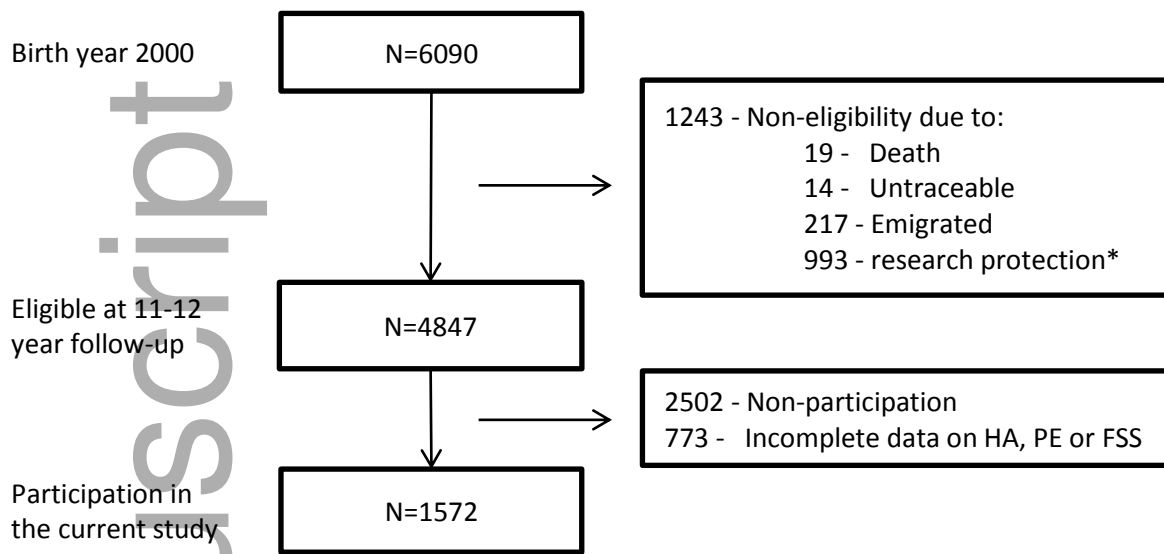 Birth year 2000
N=6090
1243 - Non-eligibility due to:
19 - Death
14 - Untraceable
217 - Emigrated
993 - research protection*
Eligible at 11-12
year follow-up
N=4847
2502 - Non-participation
773 - Incomplete data on HA, PE or FSS
Participation in
the current study
N=1572
uscript